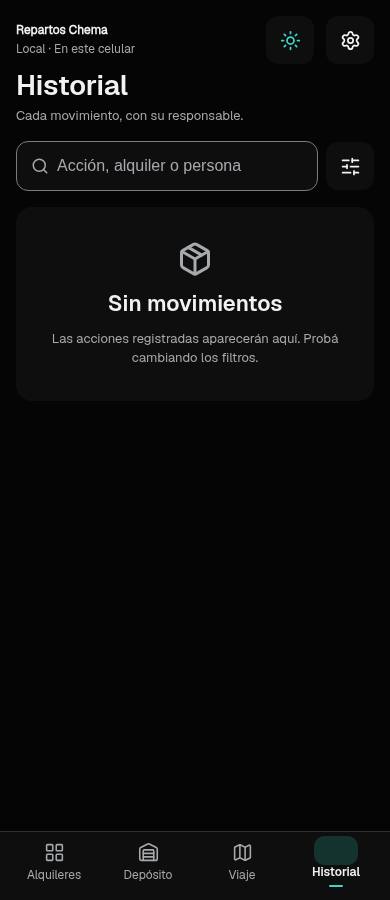 Repartos Chema
Local · En este celular
Historial
Cada movimiento, con su responsable.
Acción, alquiler o persona
Sin movimientos
Las acciones registradas aparecerán aquí. Probá
cambiando los filtros.
Alquileres
Depósito
Viaje
Historial